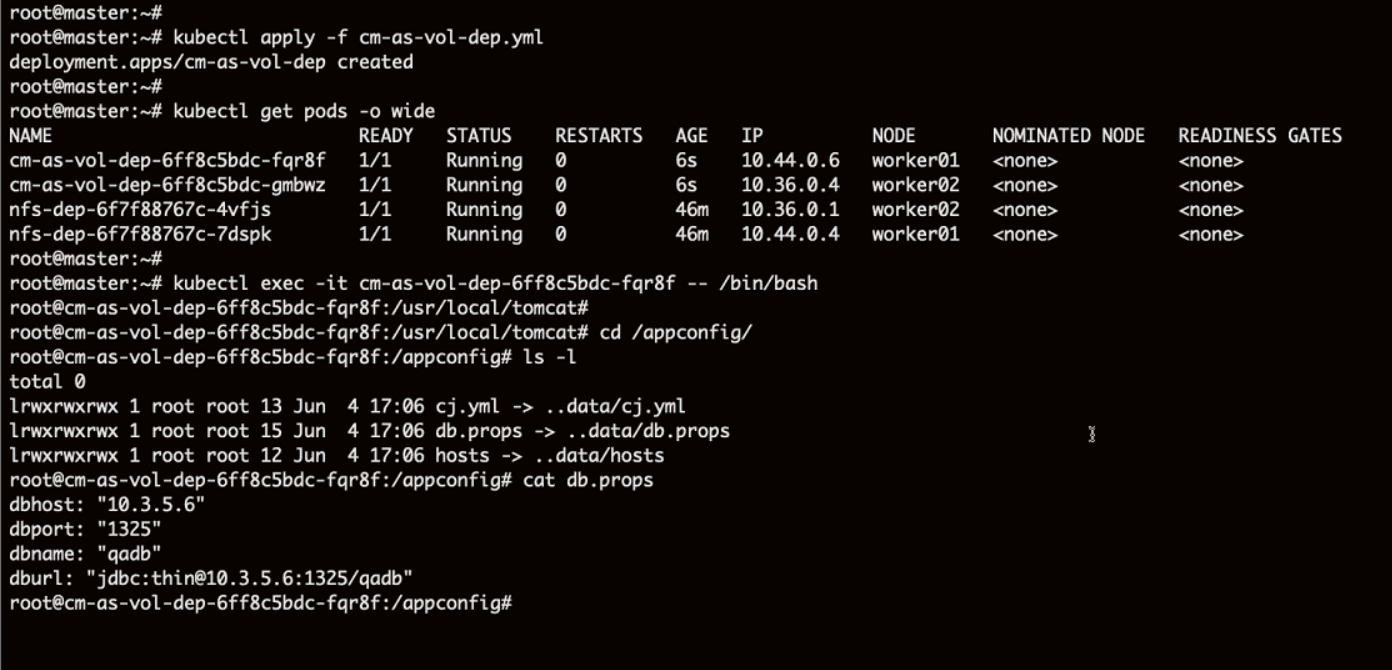 root@master:~#
root@master:~# kubectl apply -f cm-as-vol-dep.yml
deployment.apps/cm-as-vol-dep created
root@master:~#
root@master:~# kubectl get pods -o wide
NAME                            READY   STATUS    RESTARTS   AGE   IP          NODE       NOMINATED NODE   READINESS GATES
cm-as-vol-dep-6ff8c5bdc-fqr8f   1/1     Running   0          6s    10.44.0.6   worker01   <none>           <none>
cm-as-vol-dep-6ff8c5bdc-gmbwz   1/1     Running   0          6s    10.36.0.4   worker02   <none>           <none>
nfs-dep-6f7f88767c-4vfjs        1/1     Running   0          46m   10.36.0.1   worker02   <none>           <none>
nfs-dep-6f7f88767c-7dspk        1/1     Running   0          46m   10.44.0.4   worker01   <none>           <none>
root@master:~#
root@master:~# kubectl exec -it cm-as-vol-dep-6ff8c5bdc-fqr8f -- /bin/bash
root@cm-as-vol-dep-6ff8c5bdc-fqr8f:/usr/local/tomcat#
root@cm-as-vol-dep-6ff8c5bdc-fqr8f:/usr/local/tomcat# cd /appconfig/
root@cm-as-vol-dep-6ff8c5bdc-fqr8f:/appconfig# ls -l
total 0
lrwxrwxrwx 1 root root 13 Jun  4 17:06 cj.yml -> ..data/cj.yml
lrwxrwxrwx 1 root root 15 Jun  4 17:06 db.props -> ..data/db.props
lrwxrwxrwx 1 root root 12 Jun  4 17:06 hosts -> ..data/hosts
root@cm-as-vol-dep-6ff8c5bdc-fqr8f:/appconfig# cat db.props
dbhost: "10.3.5.6"
dbport: "1325"
dbname: "qadb"
dburl: "jdbc:thin@10.3.5.6:1325/qadb"
root@cm-as-vol-dep-6ff8c5bdc-fqr8f:/appconfig#